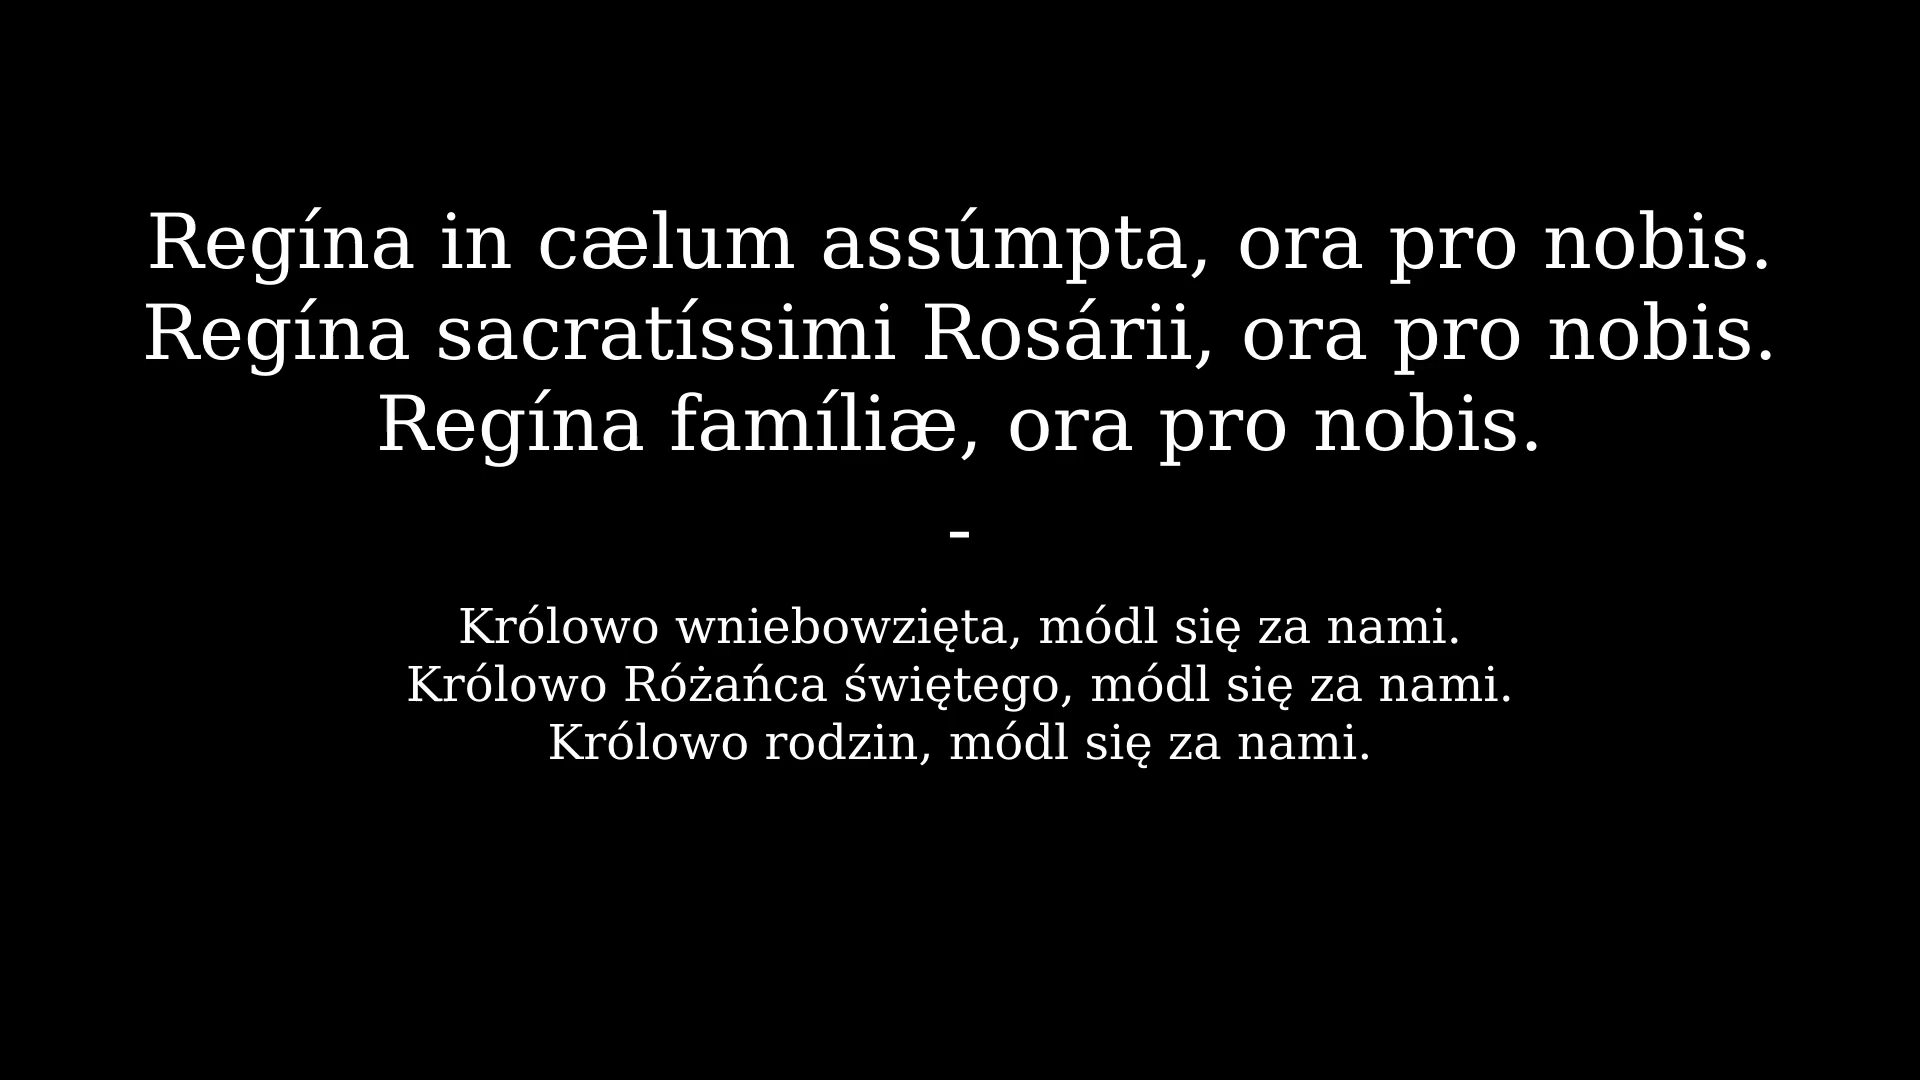 Regína in cælum assúmpta, ora pro nobis.
Regína sacratíssimi Rosárii, ora pro nobis.
Regína famíliæ, ora pro nobis.
-
Królowo wniebowzięta, módl się za nami.
Królowo Różańca świętego, módl się za nami.
Królowo rodzin, módl się za nami.